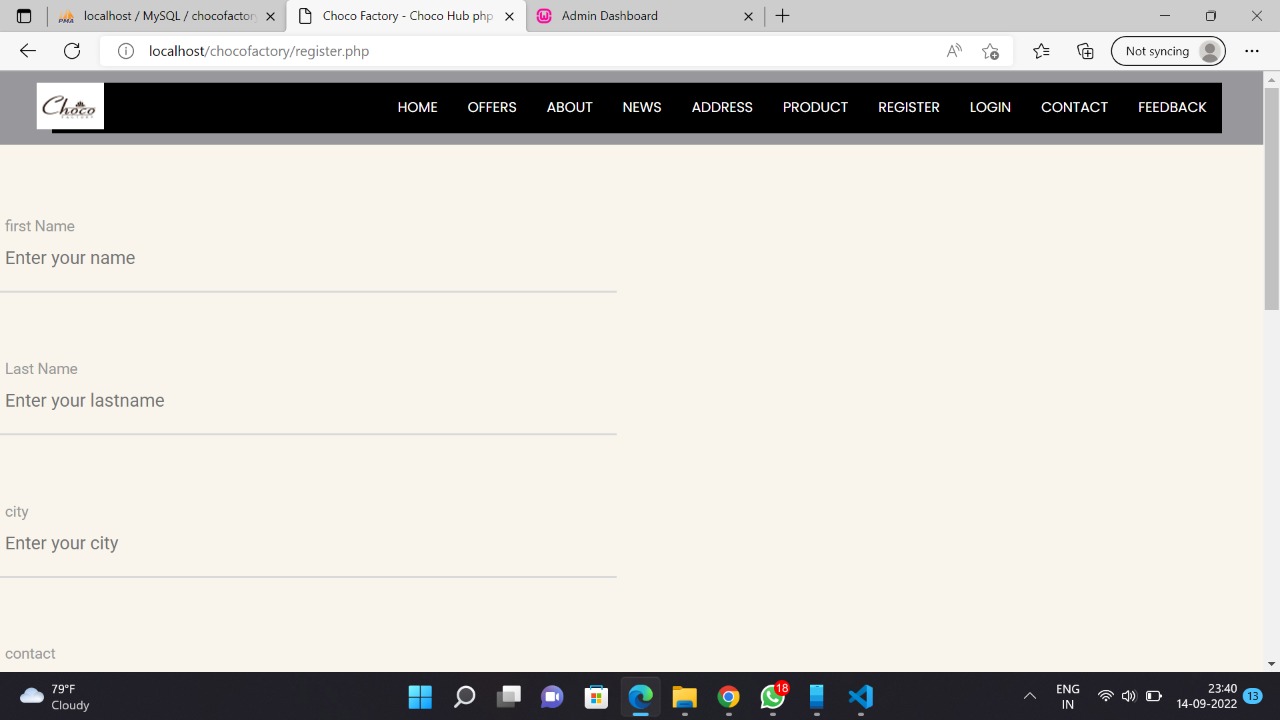 localhost / MySQL / chocofactory
Choco Factory - Choco Hub php
Admin Dashboard
localhost/chocofactory/register.php
Not syncing
Choco
FACTORY
HOME OFFERS ABOUT NEWS ADDRESS PRODUCT REGISTER LOGIN CONTACT FEEDBACK
first Name
Enter your name
Last Name
Enter your lastname
city
Enter your city
contact
79°F
Cloudy
18
ENG
IN
23:40
14-09-2022
13